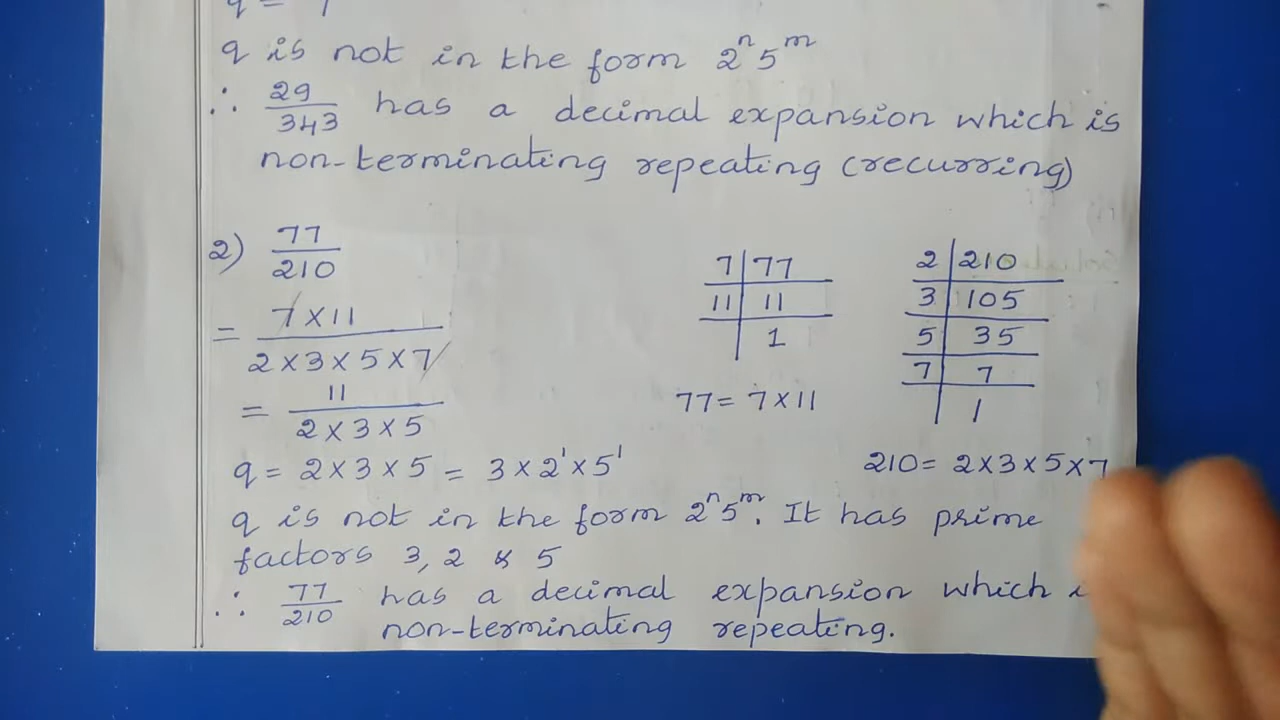 q is not in the form 2ⁿ5ᵐ
∴ 29/343 has a decimal expansion which is
non-terminating repeating (recurring)
2) 77/210
= 7×11/2×3×5×7
= 11/2×3×5
7 | 77
11 | 11
1
77 = 7×11
2 | 210
3 | 105
5 | 35
7 | 7
1
210 = 2×3×5×7
q = 2×3×5 = 3×2¹×5¹
q is not in the form 2ⁿ5ᵐ. It has prime
factors 3, 2 & 5
∴ 77/210 has a decimal expansion which
non-terminating repeating.